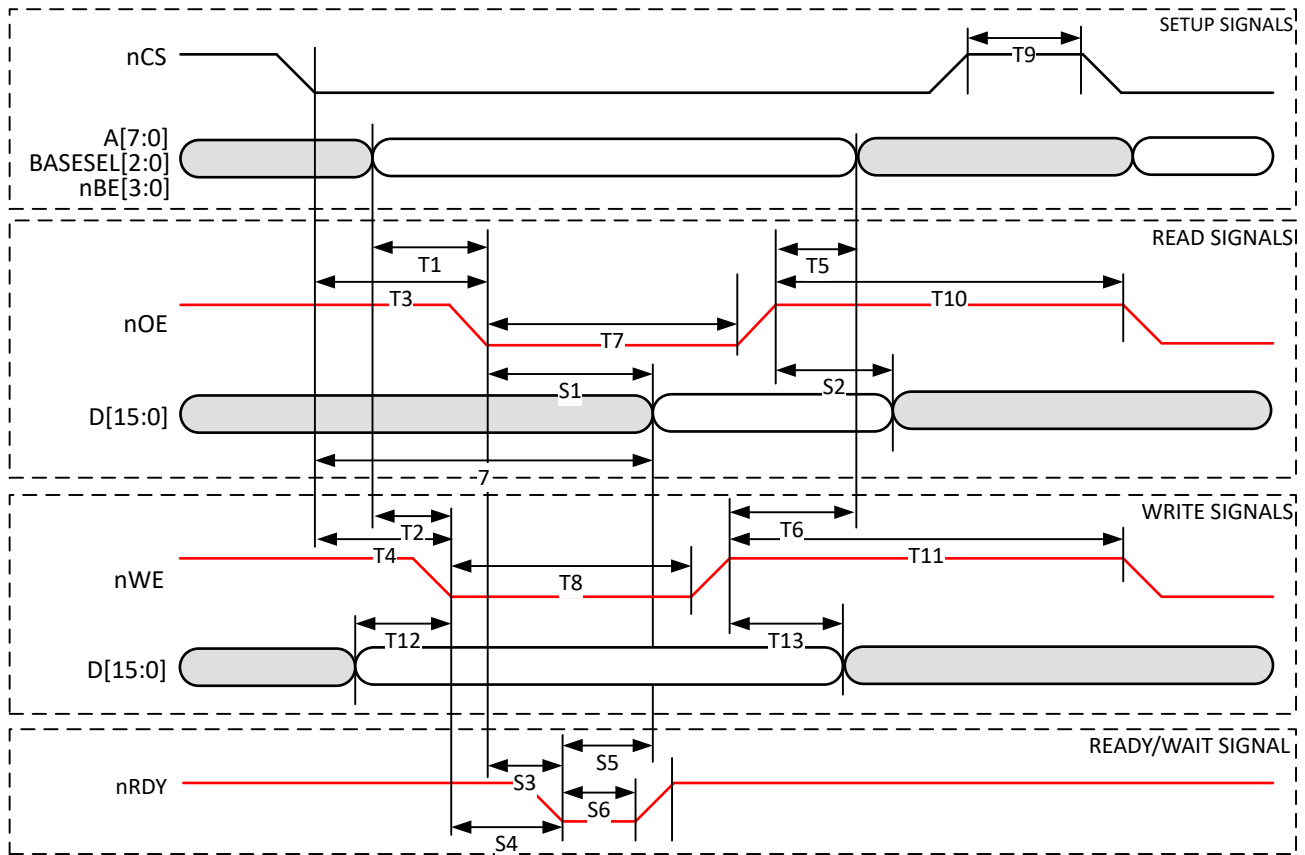 SETUP SIGNALS
nCS
T9
A[7:0]
BASESEL[2:0]
nBE[3:0]
READ SIGNALS
T1
T5
T3
T10
nOE
T7
S1
S2
D[15:0]
7
WRITE SIGNALS
T2
T6
T4
T11
nWE
T8
T12
T13
D[15:0]
READY/WAIT SIGNAL
S5
nRDY
S3
S6
S4